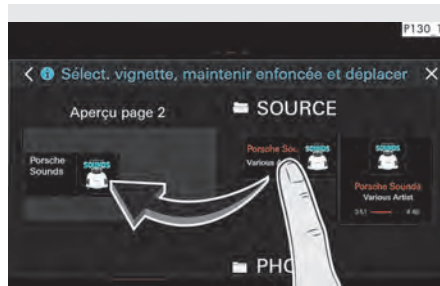 P130_1
Sélect. vignette, maintenir enfoncée et déplacer
Aperçu page 2
SOURCE
Porsche
Sounds
SOUNDS
Porsche Sou
Various
SOUNDS
SOUNDS
Porsche Sounds
Various Artist
PHO